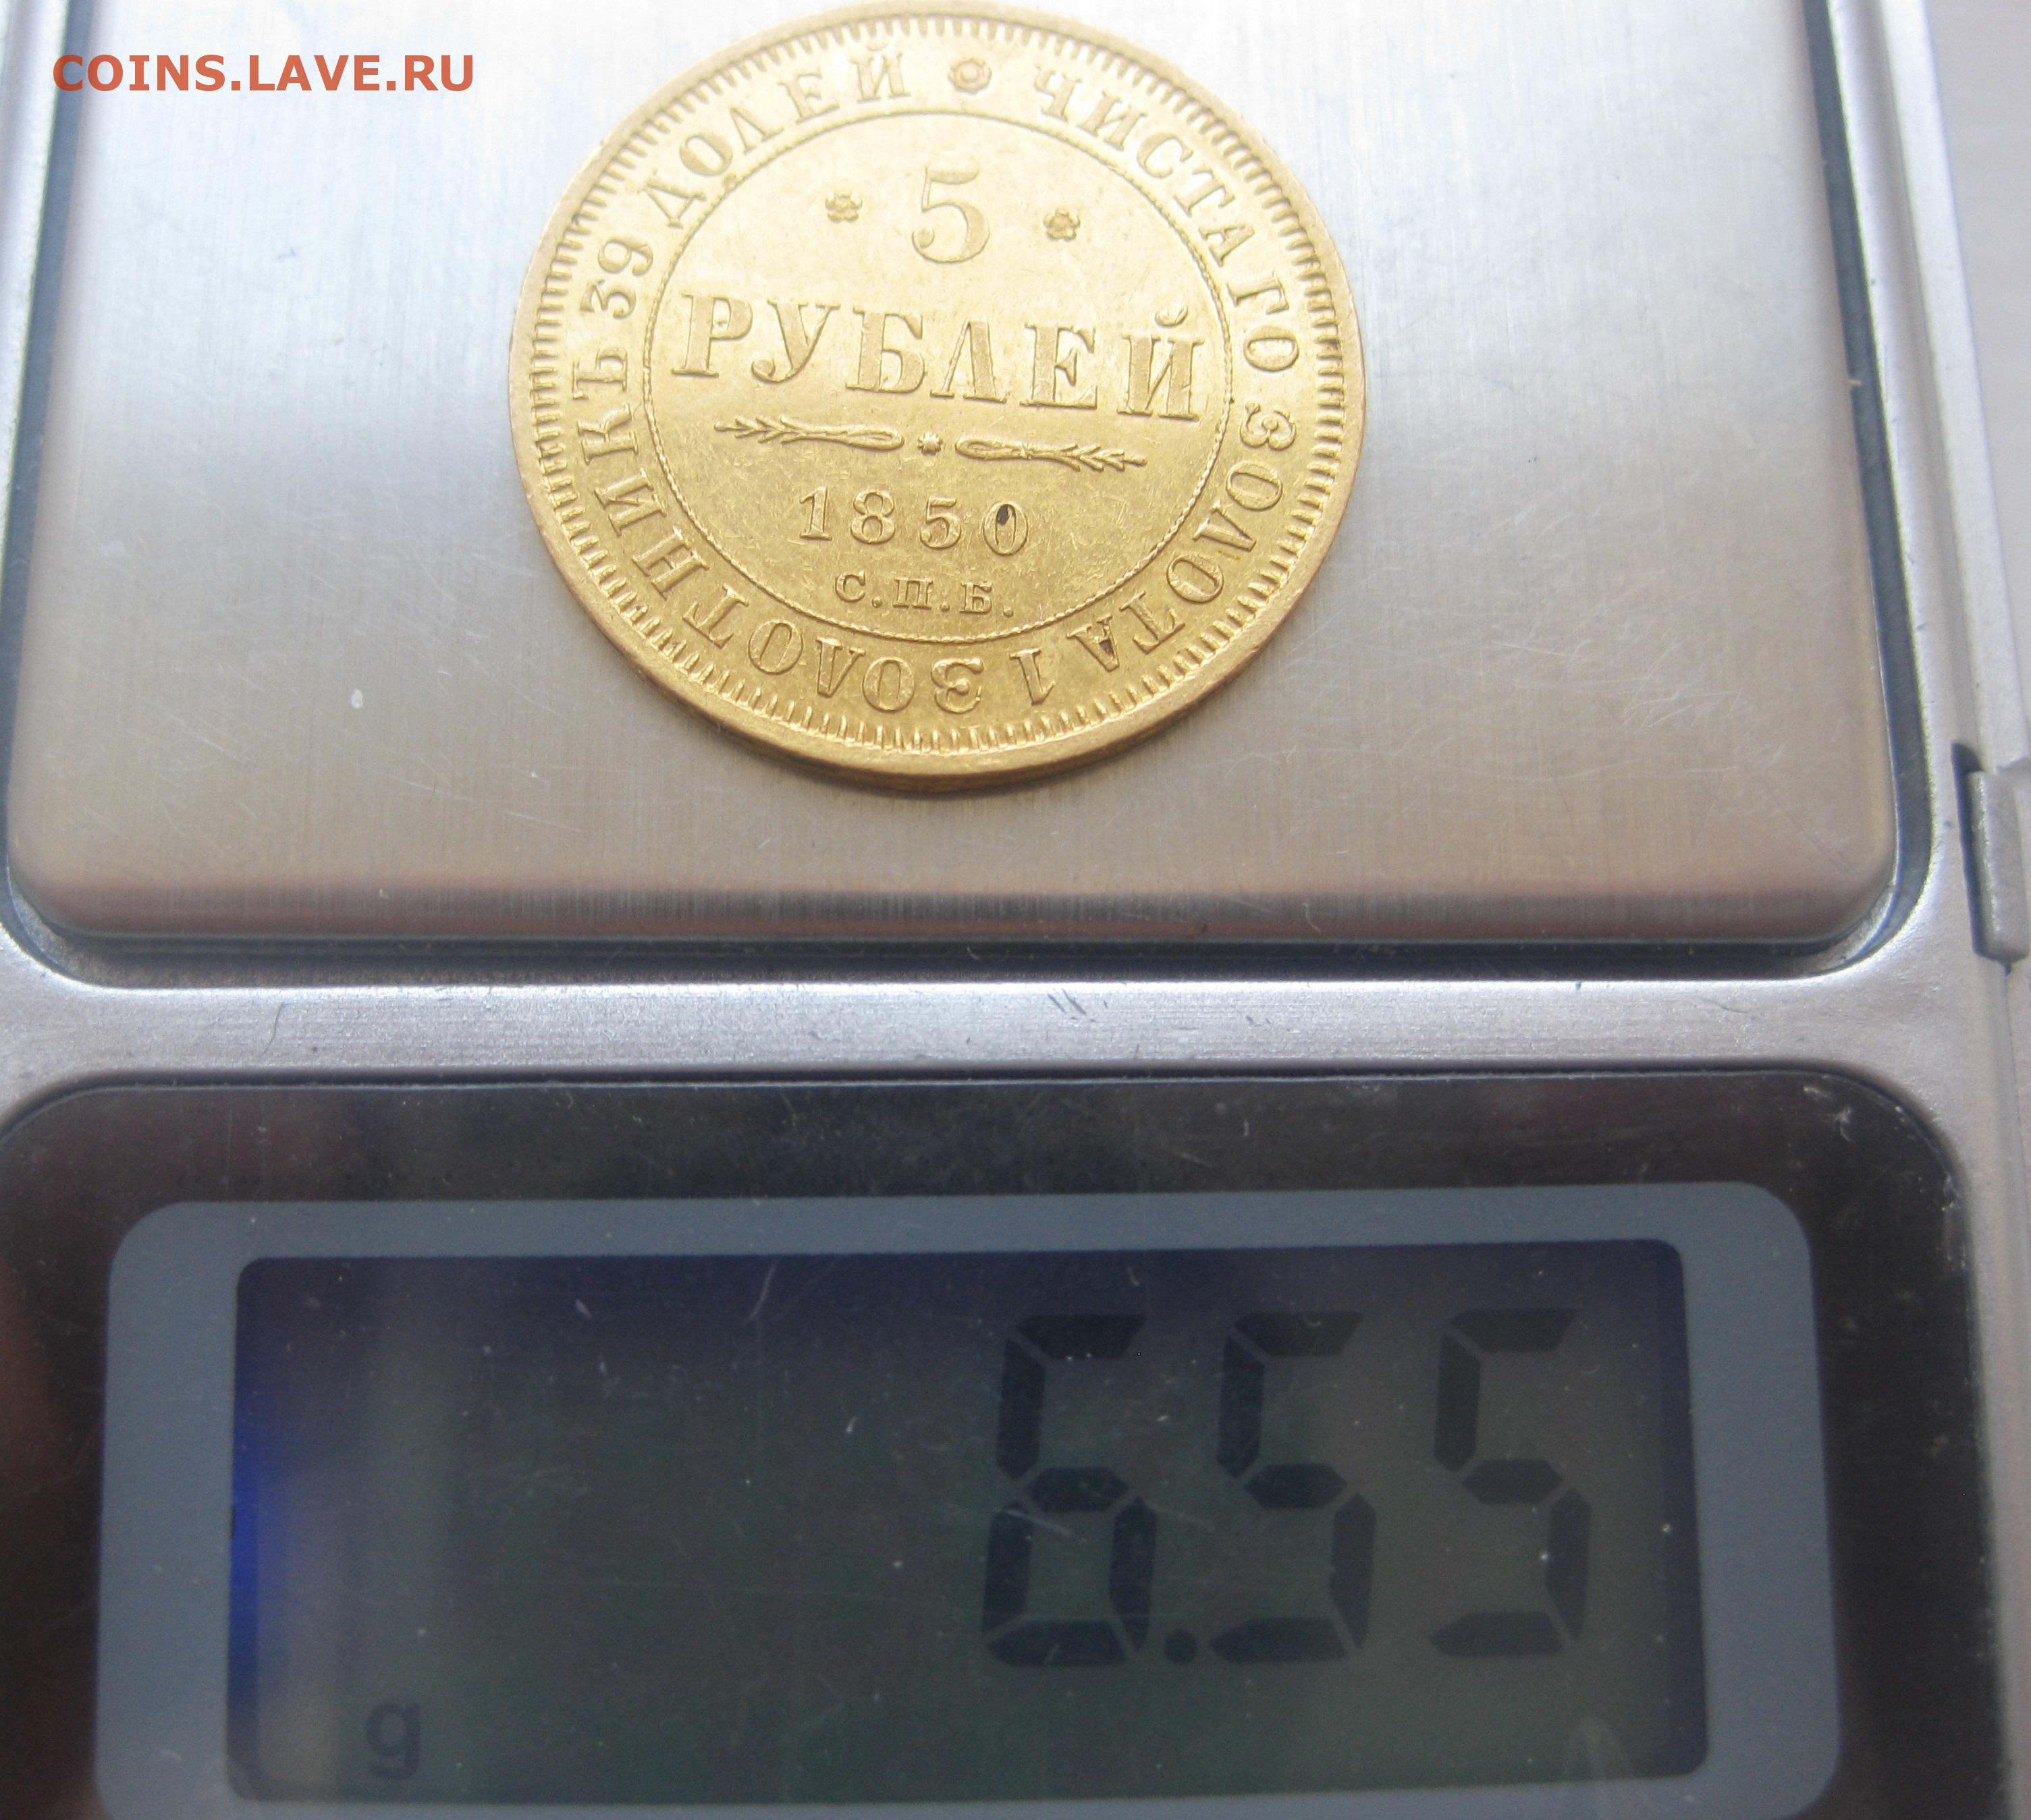 COINS.LAVE.RU
ЧИСТАГО ЗОЛОТА 1 ЗОЛОТНИКЪ 39 ДОЛЕЙ
5
РУБЛЕЙ
1850
С.П.Б.
6.55
g